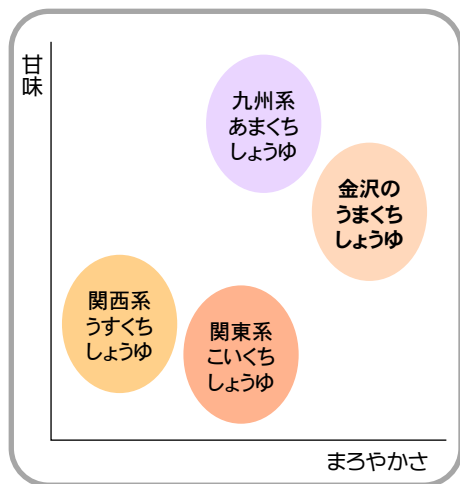 甘味
九州系
あまくち
しょうゆ
金沢の
うまくち
しょうゆ
関西系
うすくち
しょうゆ
関東系
こいくち
しょうゆ
まろやかさ